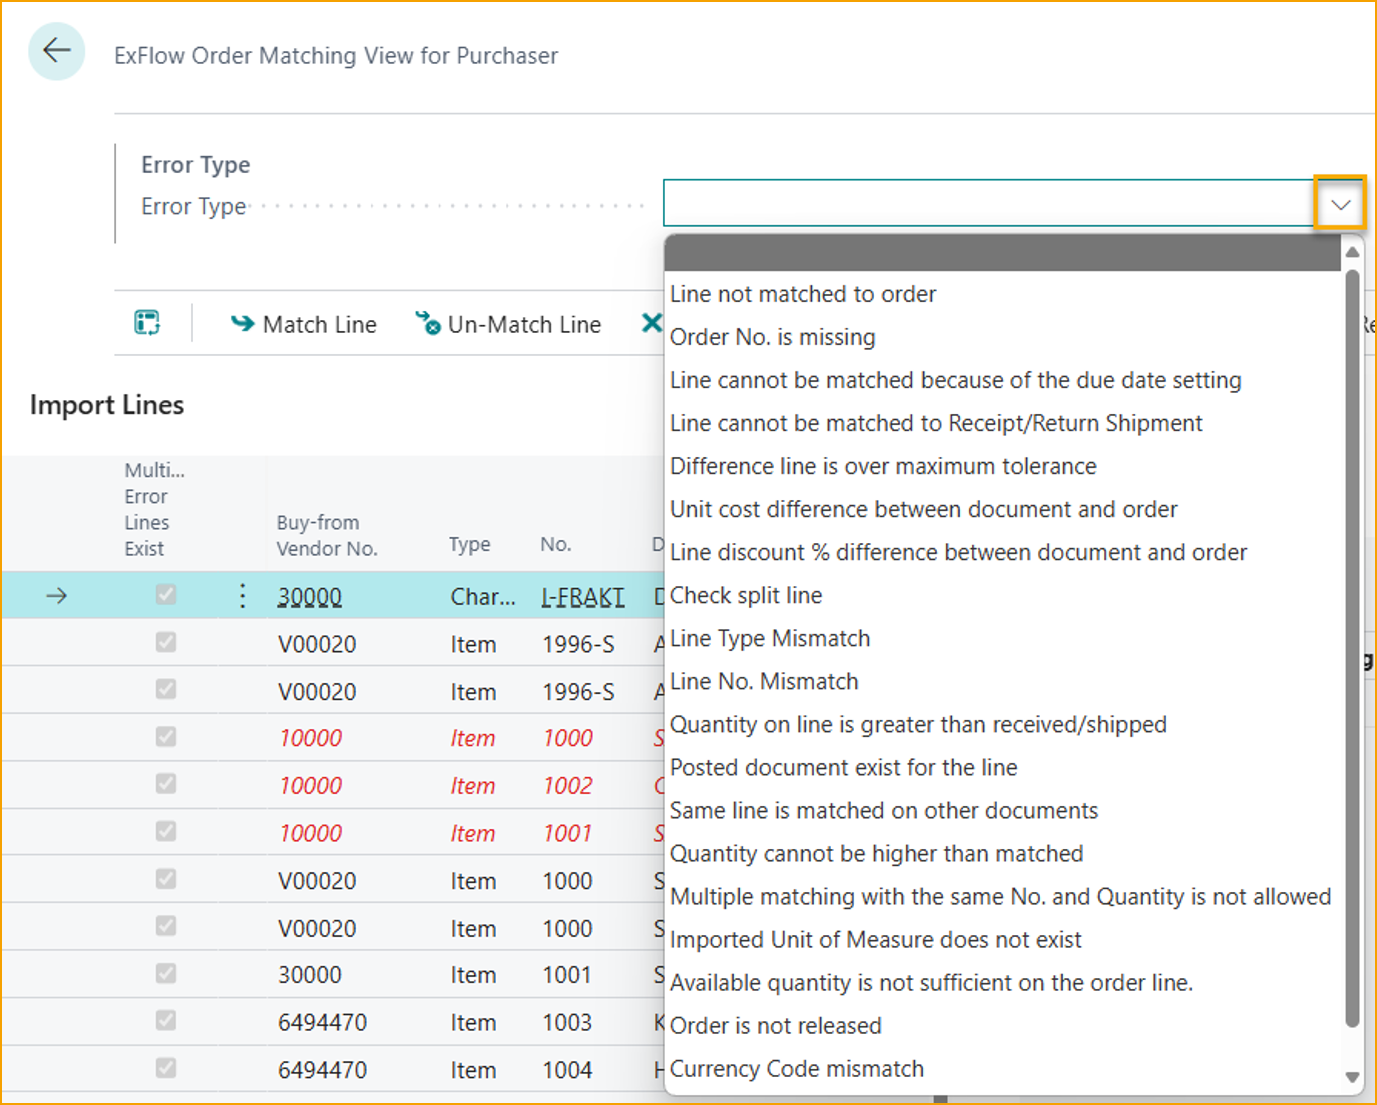 ExFlow Order Matching View for Purchaser
Error Type
Error Type
Line not matched to order
Order No. is missing
Line cannot be matched because of the due date setting
Line cannot be matched to Receipt/Return Shipment
Difference line is over maximum tolerance
Unit cost difference between document and order
Line discount % difference between document and order
Check split line
Line Type Mismatch
Line No. Mismatch
Quantity on line is greater than received/shipped
Posted document exist for the line
Same line is matched on other documents
Quantity cannot be higher than matched
Multiple matching with the same No. and Quantity is not allowed
Imported Unit of Measure does not exist
Available quantity is not sufficient on the order line.
Order is not released
Currency Code mismatch
Match Line Un-Match Line
Import Lines
Multi...
Error
Lines
Exist
Buy-from
Vendor No.
Type
No.
30000 Char... I-FRAKT
V00020 Item 1996-S
V00020 Item 1996-S
10000 Item 1000
10000 Item 1002
10000 Item 1001
V00020 Item 1000
V00020 Item 1000
30000 Item 1001
6494470 Item 1003
6494470 Item 1004